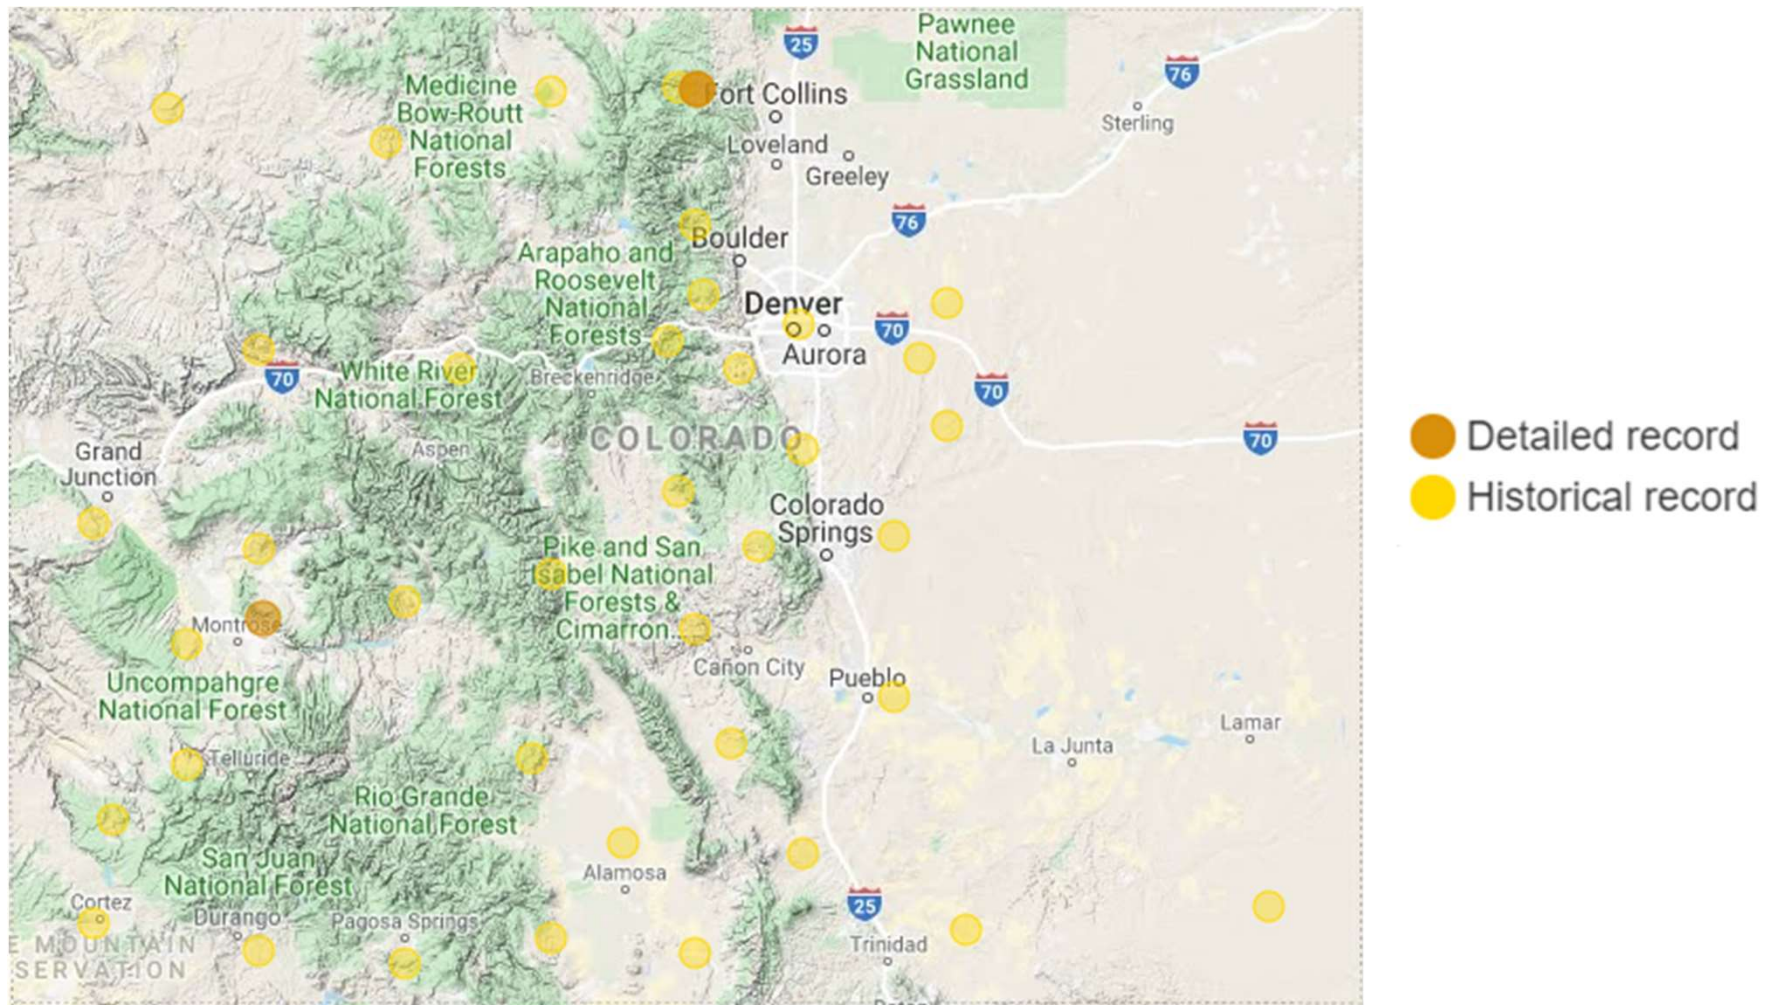 25
Pawnee
National
Grassland
76
Medicine
Bow-Routt
National
Forests
Fort Collins
Sterling
Loveland
Greeley
76
Boulder
Arapaho and
Roosevelt
National
Forests
Denver
70
Aurora
70
White River
National Forest
Breckenridge
70
COLORADO
70
Grand
Junction
Aspen
Detailed record
Historical record
Colorado
Springs
Pike and San
Isabel National
Forests &
Cimarron...
Montrose
Cañon City
Pueblo
Uncompahgre
National Forest
Lamar
La Junta
Telluride
Rio Grande
National Forest
San Juan
National Forest
Alamosa
Cortez
Durango
Pagosa Springs
25
E MOUNTAIN
SERVATION
Trinidad